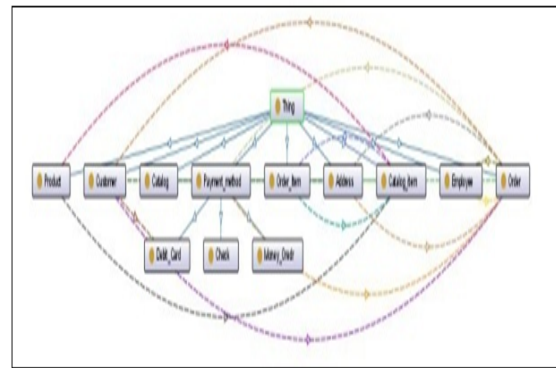 Thing
Product
Customer
Catalog
Payment_method
Order_Item
Address
Catalog_Item
Employee
Order
Debit_Card
Check